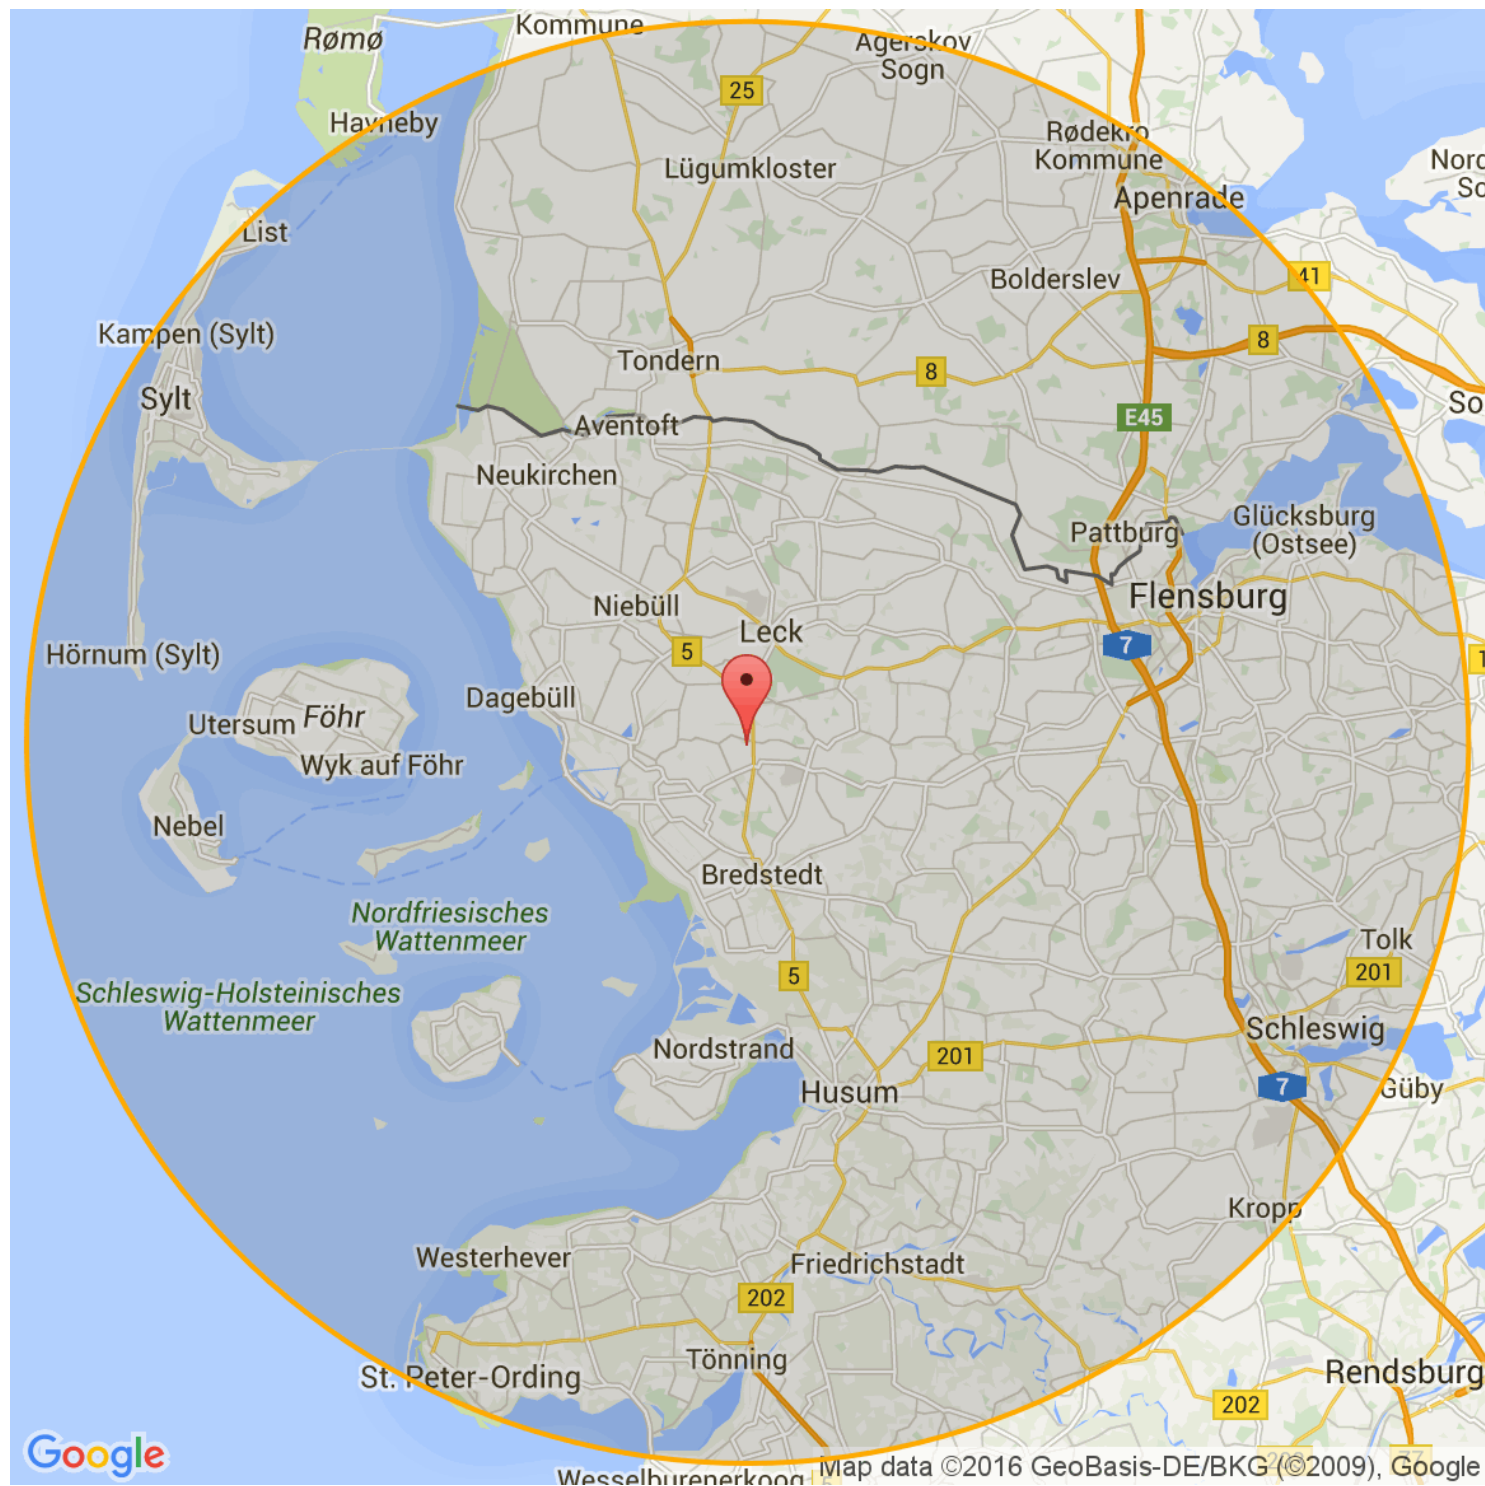 Kommune
Rømø
Agerskov
Sogn
25
Havneby
Rødekro
Kommune
Lügumkloster
Apenrade
List
Bolderslev
41
Kampen (Sylt)
8
Tondern
8
Sylt
E45
Aventoft
Neukirchen
Glücksburg
(Ostsee)
Pattburg
Flensburg
Niebüll
Leck
7
5
Hörnum (Sylt)
Dagebüll
Föhr
Utersum
Wyk auf Föhr
Nebel
Bredstedt
Nordfriesisches
Wattenmeer
Tolk
201
5
Schleswig-Holsteinisches
Wattenmeer
Schleswig
Nordstrand
201
7
Güby
Husum
Kropp
Westerhever
Friedrichstadt
202
Tönning
Rendsburg
St. Peter-Ording
202
Google
Map data ©2016 GeoBasis-DE/BKG (©2009), Google
Wesselburenerkoog